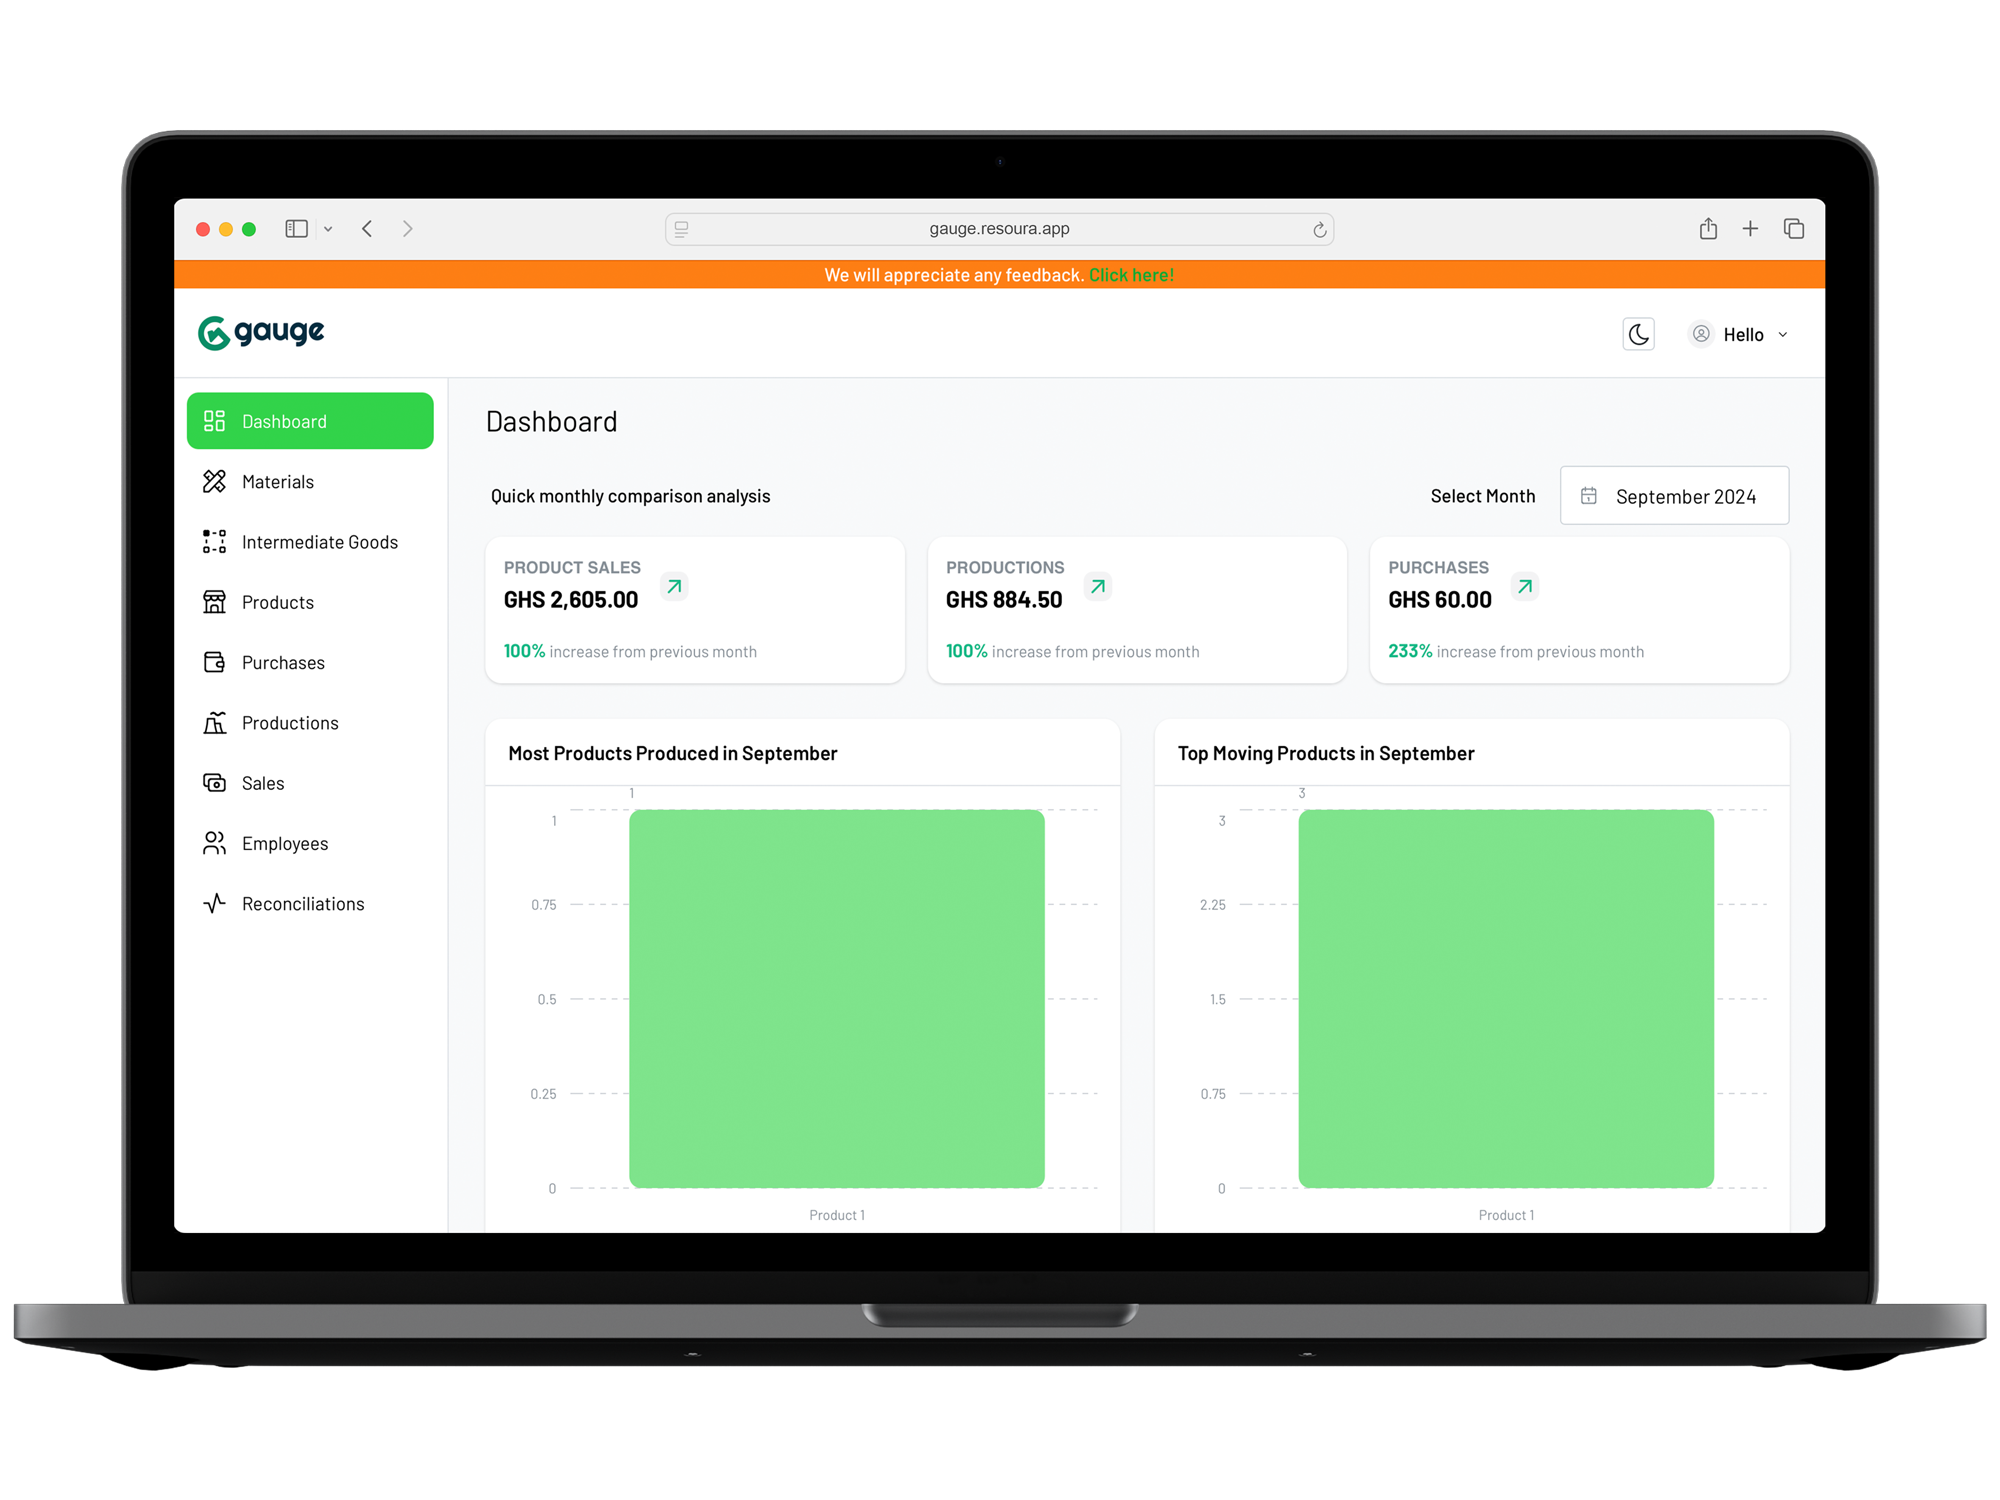 gauge.resoura.app
We will appreciate any feedback. Click here!
gauge
Hello
Dashboard
Materials
Intermediate Goods
Products
Purchases
Productions
Sales
Employees
Reconciliations
Dashboard
Quick monthly comparison analysis
Select Month
September 2024
PRODUCT SALES
GHS 2,605.00
100% increase from previous month
PRODUCTIONS
GHS 884.50
100% increase from previous month
PURCHASES
GHS 60.00
233% increase from previous month
Most Products Produced in September
1
1
0.75
0.5
0.25
0
Product 1
Top Moving Products in September
3
3
2.25
1.5
0.75
0
Product 1